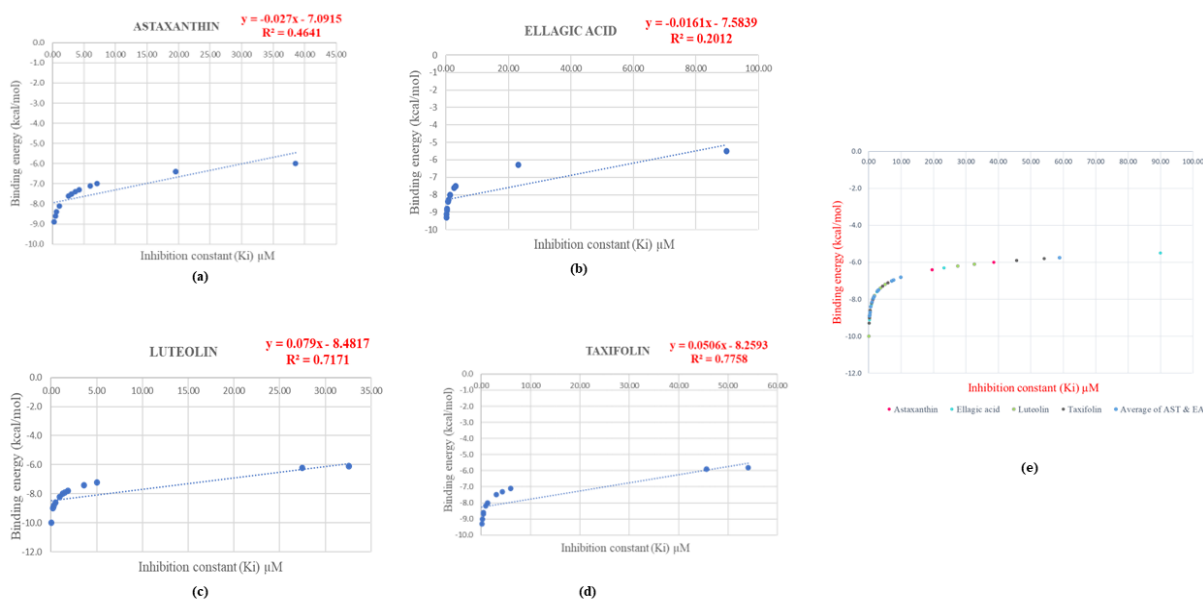 ASTAXANTHIN
y = -0.027x - 7.0915
R² = 0.4641
0.00 5.00 10.00 15.00 20.00 25.00 30.00 35.00 40.00 45.00
0.0
-1.0
-2.0
-3.0
-4.0
-5.0
-6.0
-7.0
-8.0
-9.0
-10.0
Binding energy (kcal/mol)
Inhibition constant (Ki) µM
(a)
ELLAGIC ACID
y = -0.0161x - 7.5839
R² = 0.2012
0.00 20.00 40.00 60.00 80.00 100.00
0
-1
-2
-3
-4
-5
-6
-7
-8
-9
-10
Binding energy (kcal/mol)
Inhibition constant (Ki) µM
(b)
LUTEOLIN
y = 0.079x - 8.4817
R² = 0.7171
0.00 5.00 10.00 15.00 20.00 25.00 30.00 35.00
0.0
-2.0
-4.0
-6.0
-8.0
-10.0
-12.0
Binding energy (kcal/mol)
Inhibition constant (Ki) µM
(c)
TAXIFOLIN
y = 0.0506x - 8.2593
R² = 0.7758
0.00 10.00 20.00 30.00 40.00 50.00 60.00
0.0
-1.0
-2.0
-3.0
-4.0
-5.0
-6.0
-7.0
-8.0
-9.0
-10.0
Binding energy (kcal/mol)
Inhibition constant (Ki) µM
(d)
0.00 10.00 20.00 30.00 40.00 50.00 60.00 70.00 80.00 90.00 100.00
0.0
-2.0
-4.0
-6.0
-8.0
-10.0
-12.0
Binding energy (kcal/mol)
Inhibition constant (Ki) µM
Astaxanthin Ellagic acid Luteolin Taxifolin Average of AST & EA
(e)